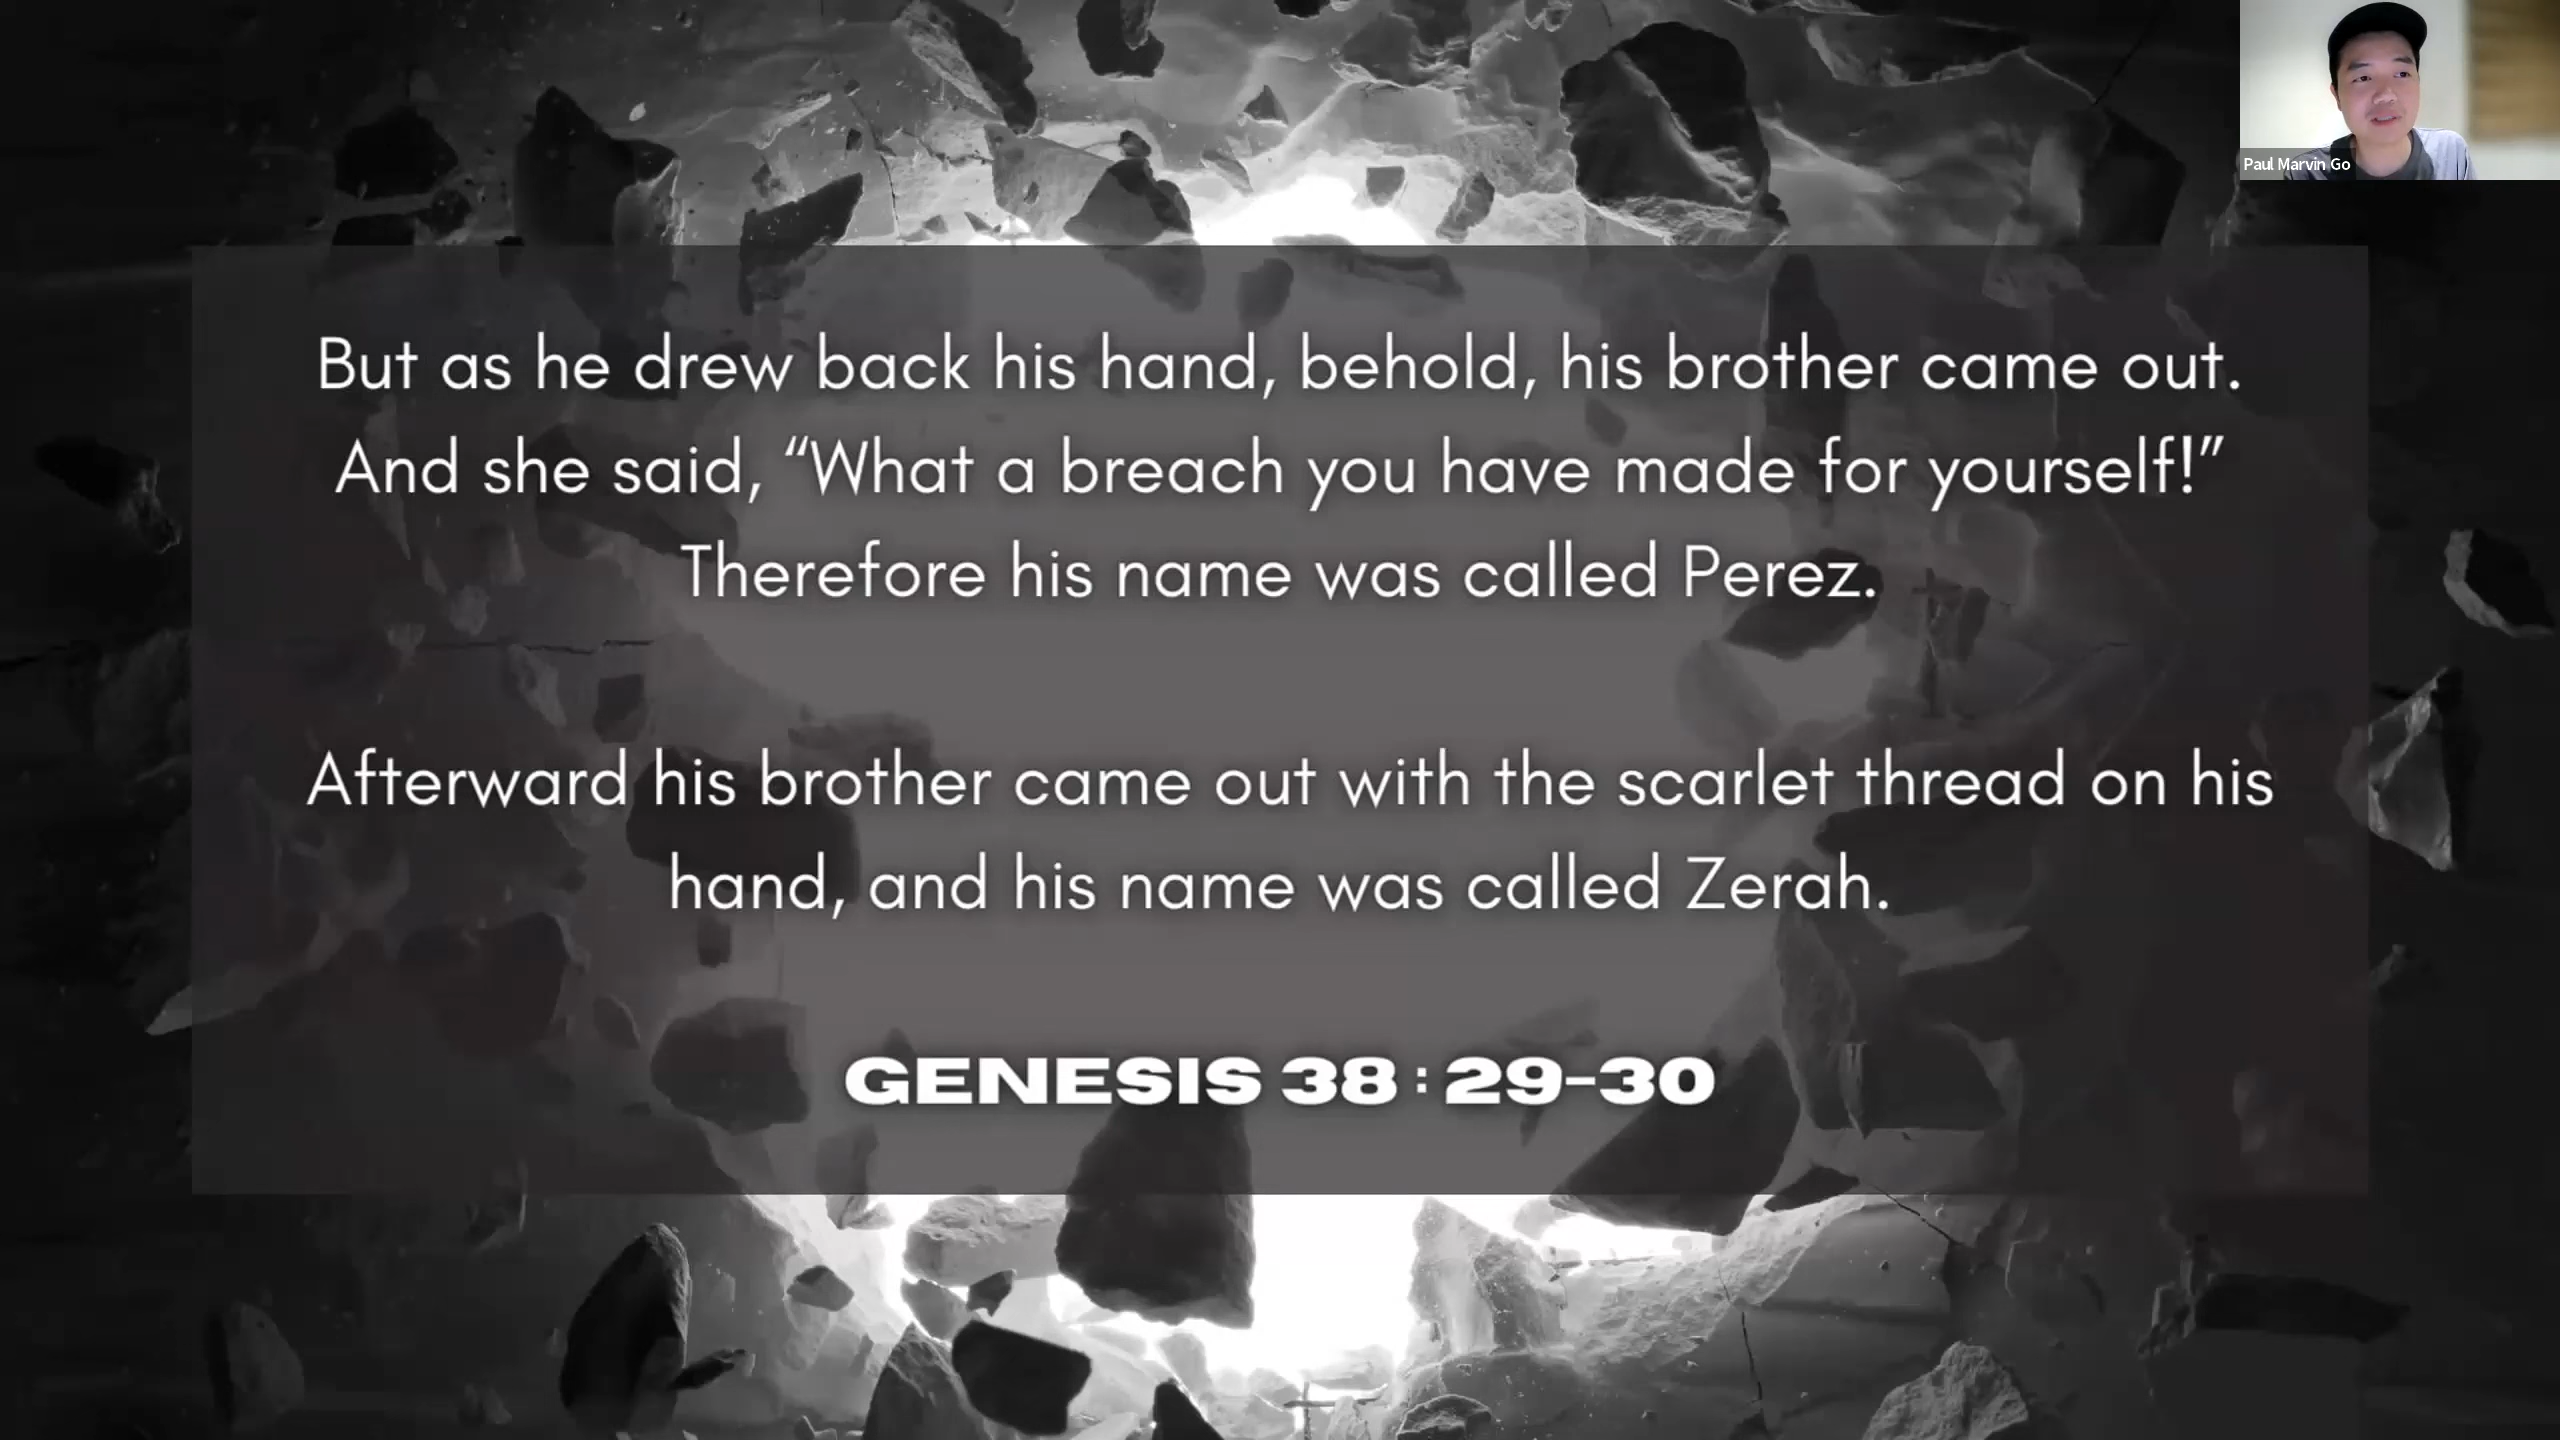 Paul Marvin Go
But as he drew back his hand, behold, his brother came out.
And she said, “What a breach you have made for yourself!”
Therefore his name was called Perez.
Afterward his brother came out with the scarlet thread on his
hand, and his name was called Zerah.
GENESIS 38 : 29-30